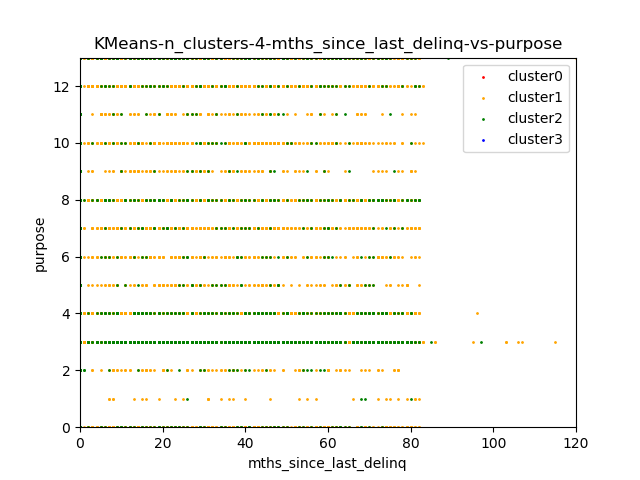 KMeans-n_clusters-4-mths_since_last_delinq-vs-purpose
cluster0
cluster1
cluster2
cluster3
12
10
8
6
4
2
0
purpose
0 20 40 60 80 100 120
mths_since_last_delinq